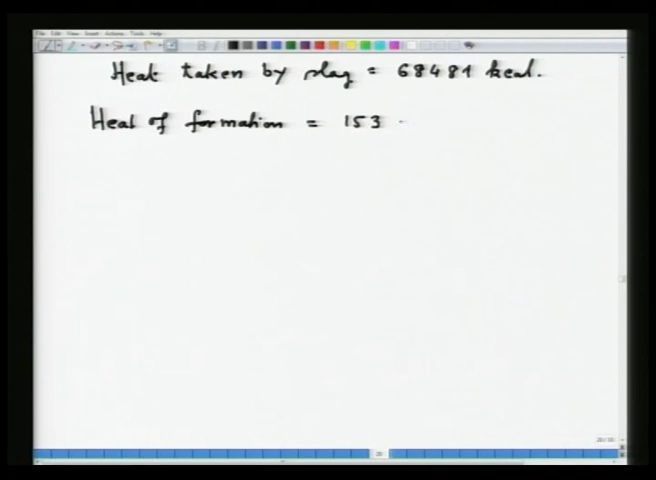 Heat taken by slag = 68481 kcal.
Heat of formation = 153